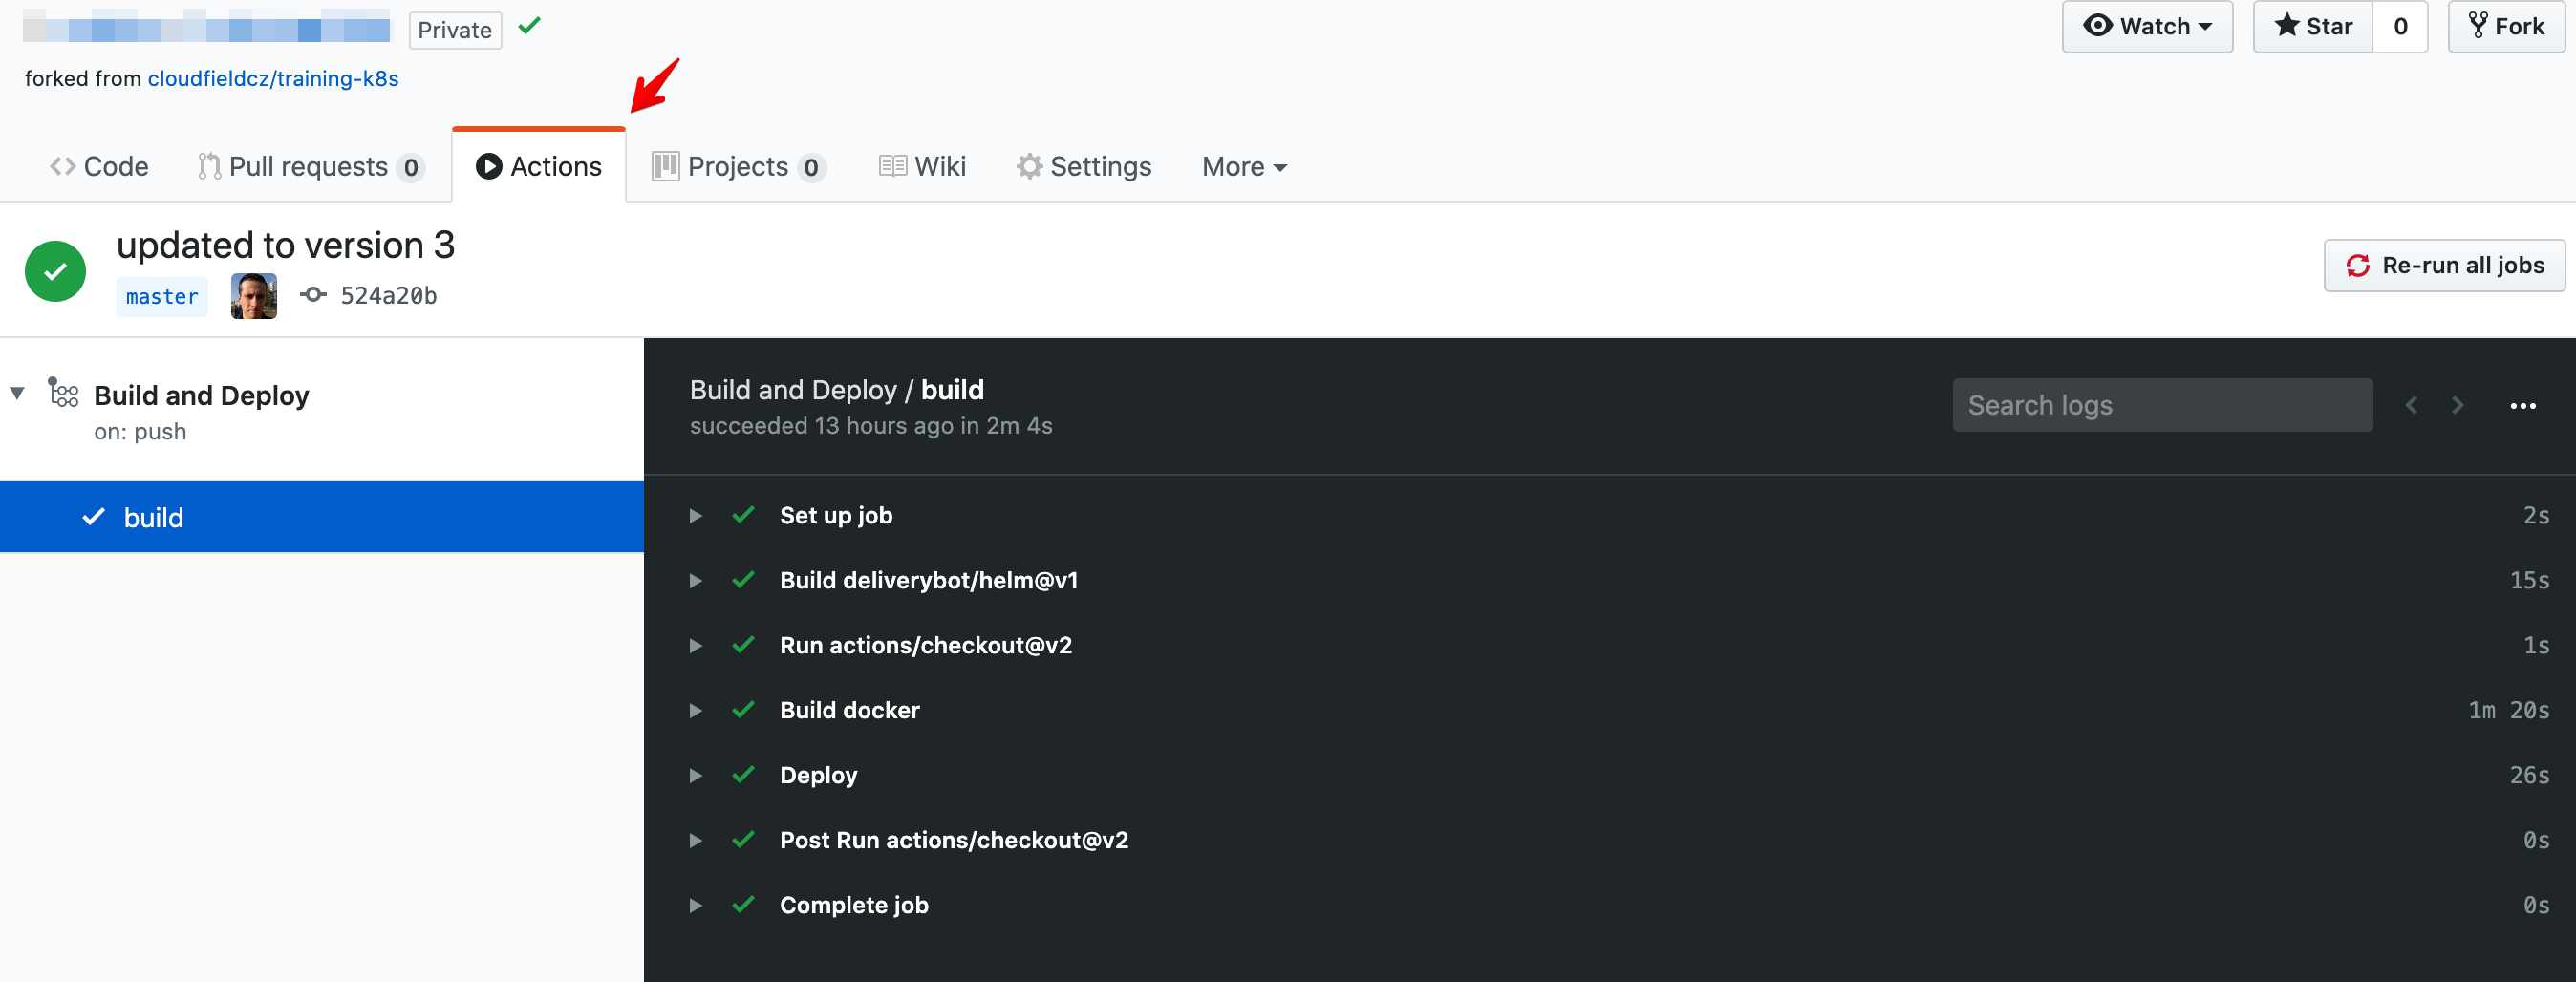 Private
Watch
Star 0
Fork
forked from cloudfieldcz/training-k8s
Code
Pull requests 0
Actions
Projects 0
Wiki
Settings
More
updated to version 3
master 524a20b
Re-run all jobs
Build and Deploy
on: push
build
Build and Deploy / build
succeeded 13 hours ago in 2m 4s
Search logs
Set up job 2s
Build deliverybot/helm@v1 15s
Run actions/checkout@v2 1s
Build docker 1m 20s
Deploy 26s
Post Run actions/checkout@v2 0s
Complete job 0s